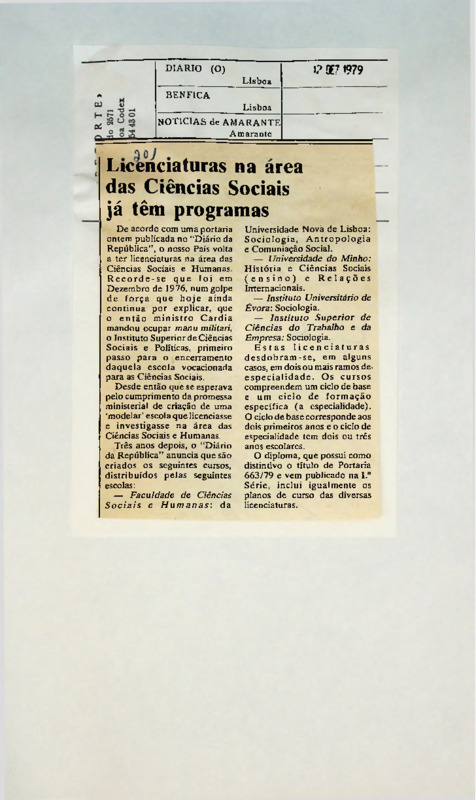 DIARIO (O)
Lisboa
12 DEZ 1979
BENFICA
Lisboa
NOTICIAS de AMARANTE
Amarante
ORTE,
do 2571
oa Codex
54 43 01
201
Licenciaturas na área
das Ciências Sociais
já têm programas
De acordo com uma portaria
ontem publicada no "Diário da
República", o nosso País volta
a ter licenciaturas na área das
Ciências Sociais e Humanas.
Recorde-se que foi em
Dezembro de 1976, num golpe
de força que hoje ainda
continua por explicar, que
o então ministro Cardia
mandou ocupar manu militari,
o Instituto Superior de Ciências
Sociais e Políticas, primeiro
passo para o encerramento
daquela escola vocacionada
para as Ciências Sociais.
Desde então que se esperava
pelo cumprimento da promessa
ministerial de criação de uma
'modelar' escola que licenciasse
e investigasse na área das
Ciências Sociais e Humanas.
Três anos depois, o "Diário
da República" anuncia que são
criados os seguintes cursos,
distribuídos pelas seguintes
escolas:
— Faculdade de Ciências
Sociais e Humanas: da
Universidade Nova de Lisboa:
Sociologia, Antropologia
e Comuniação Social.
— Universidade do Minho:
História e Ciências Sociais
(ensino) e Relações
Internacionais.
— Instituto Universitário de
Évora: Sociologia.
— Instituto Superior de
Ciências do Trabalho e da
Empresa: Sociologia.
Estas licenciaturas
desdobram-se, em alguns
casos, em dois ou mais ramos de
especialidade. Os cursos
compreendem um ciclo de base
e um ciclo de formação
específica (a especialidade).
O ciclo de base corresponde aos
dois primeiros anos e o ciclo de
especialidade tem dois ou três
anos escolares.
O diploma, que possui como
distintivo o título de Portaria
663/79 e vem publicado na 1.ª
Série, inclui igualmente os
planos de curso das diversas
licenciaturas.